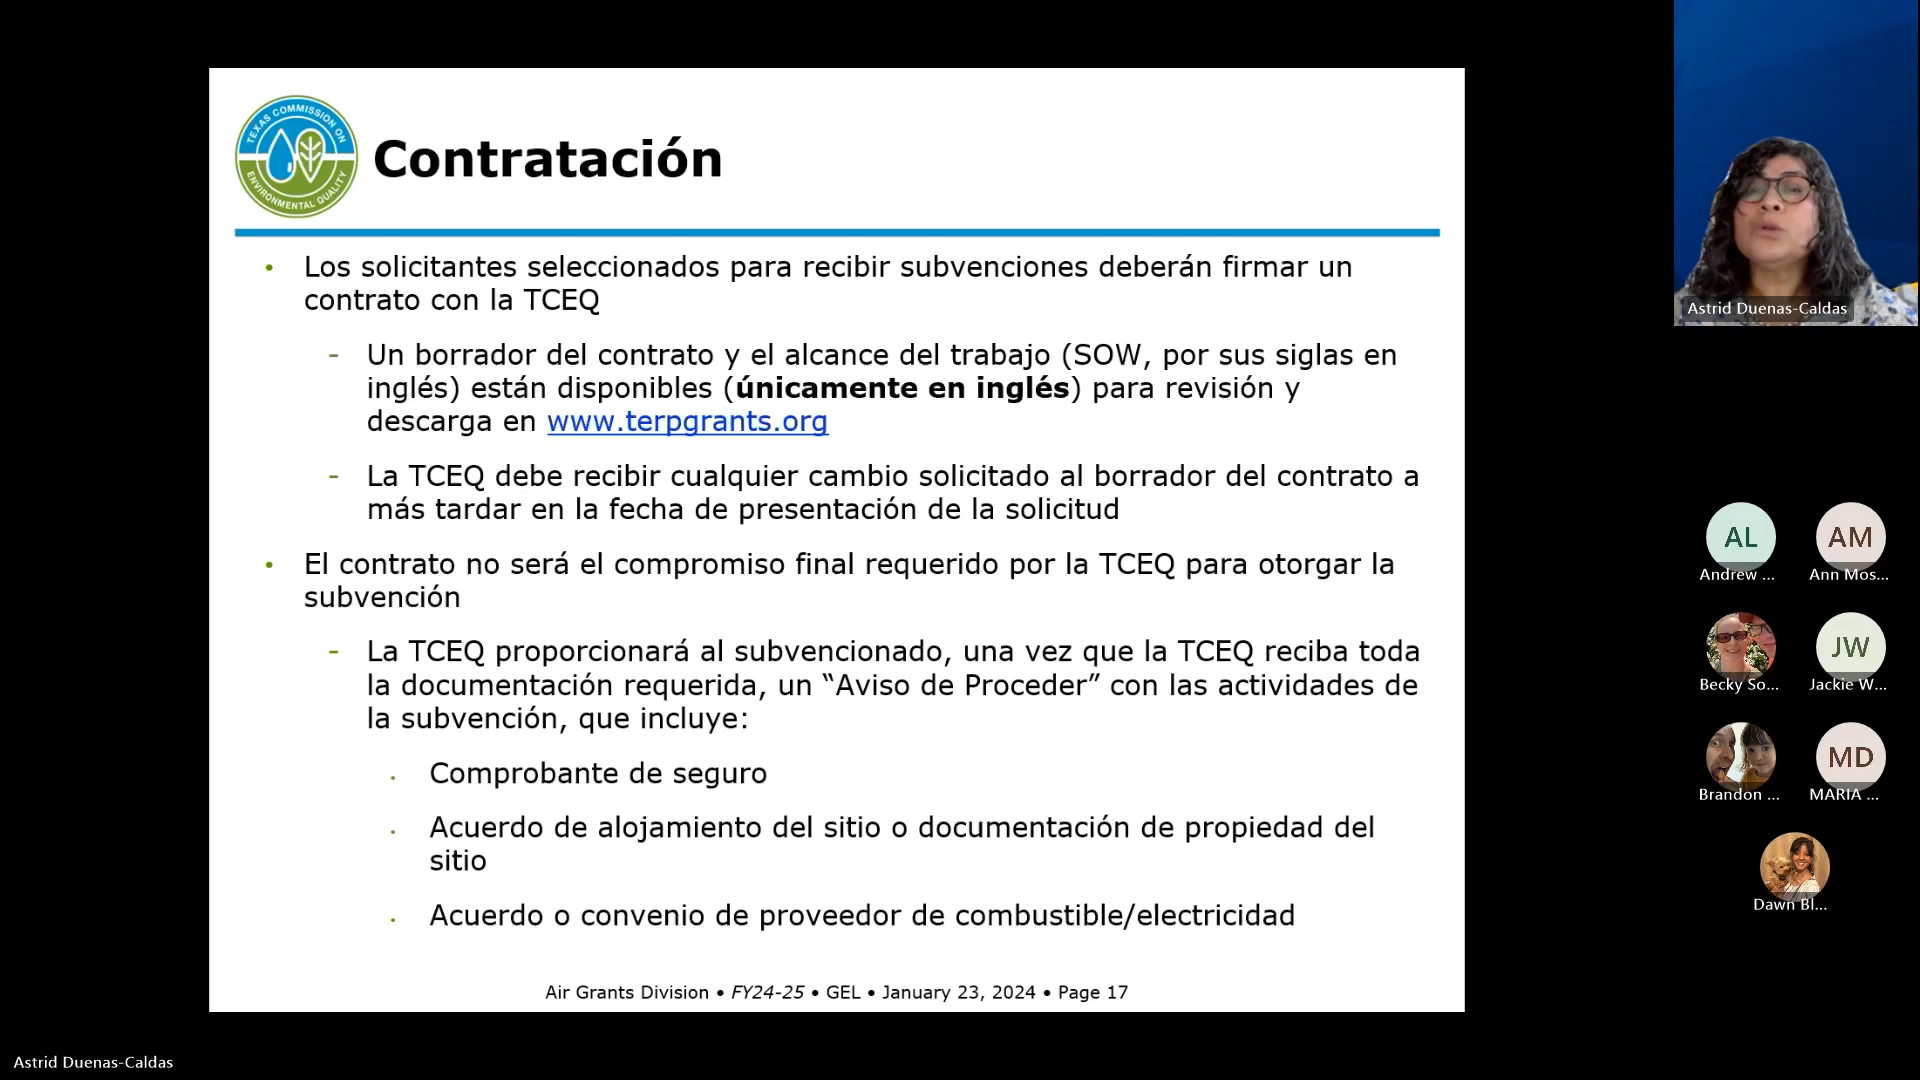 TEXAS COMMISSION ON
ENVIRONMENTAL QUALITY
Contratación
• Los solicitantes seleccionados para recibir subvenciones deberán firmar un
contrato con la TCEQ
- Un borrador del contrato y el alcance del trabajo (SOW, por sus siglas en
inglés) están disponibles (únicamente en inglés) para revisión y
descarga en www.terpgrants.org
- La TCEQ debe recibir cualquier cambio solicitado al borrador del contrato a
más tardar en la fecha de presentación de la solicitud
• El contrato no será el compromiso final requerido por la TCEQ para otorgar la
subvención
- La TCEQ proporcionará al subvencionado, una vez que la TCEQ reciba toda
la documentación requerida, un “Aviso de Proceder” con las actividades de
la subvención, que incluye:
• Comprobante de seguro
• Acuerdo de alojamiento del sitio o documentación de propiedad del
sitio
• Acuerdo o convenio de proveedor de combustible/electricidad
Air Grants Division • FY24-25 • GEL • January 23, 2024 • Page 17
Astrid Duenas-Caldas
AL
Andrew ...
AM
Ann Mos...
Becky So...
JW
Jackie W...
Brandon ...
MD
MARIA ...
Dawn Bl...
Astrid Duenas-Caldas